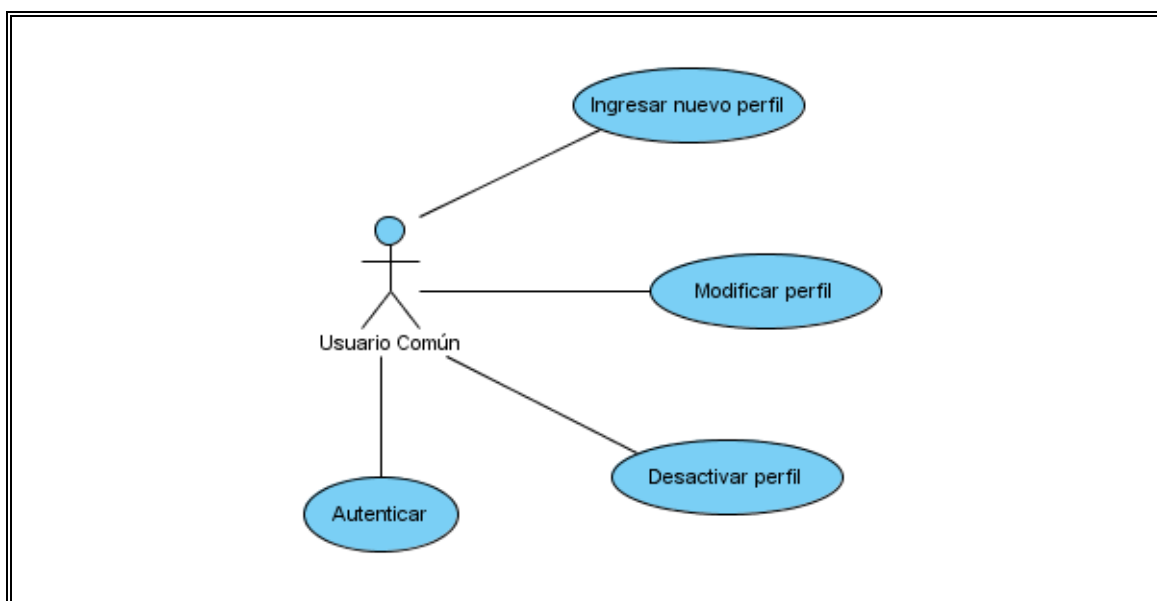 Ingresar nuevo perfil
Modificar perfil
Usuario Común
Desactivar perfil
Autenticar